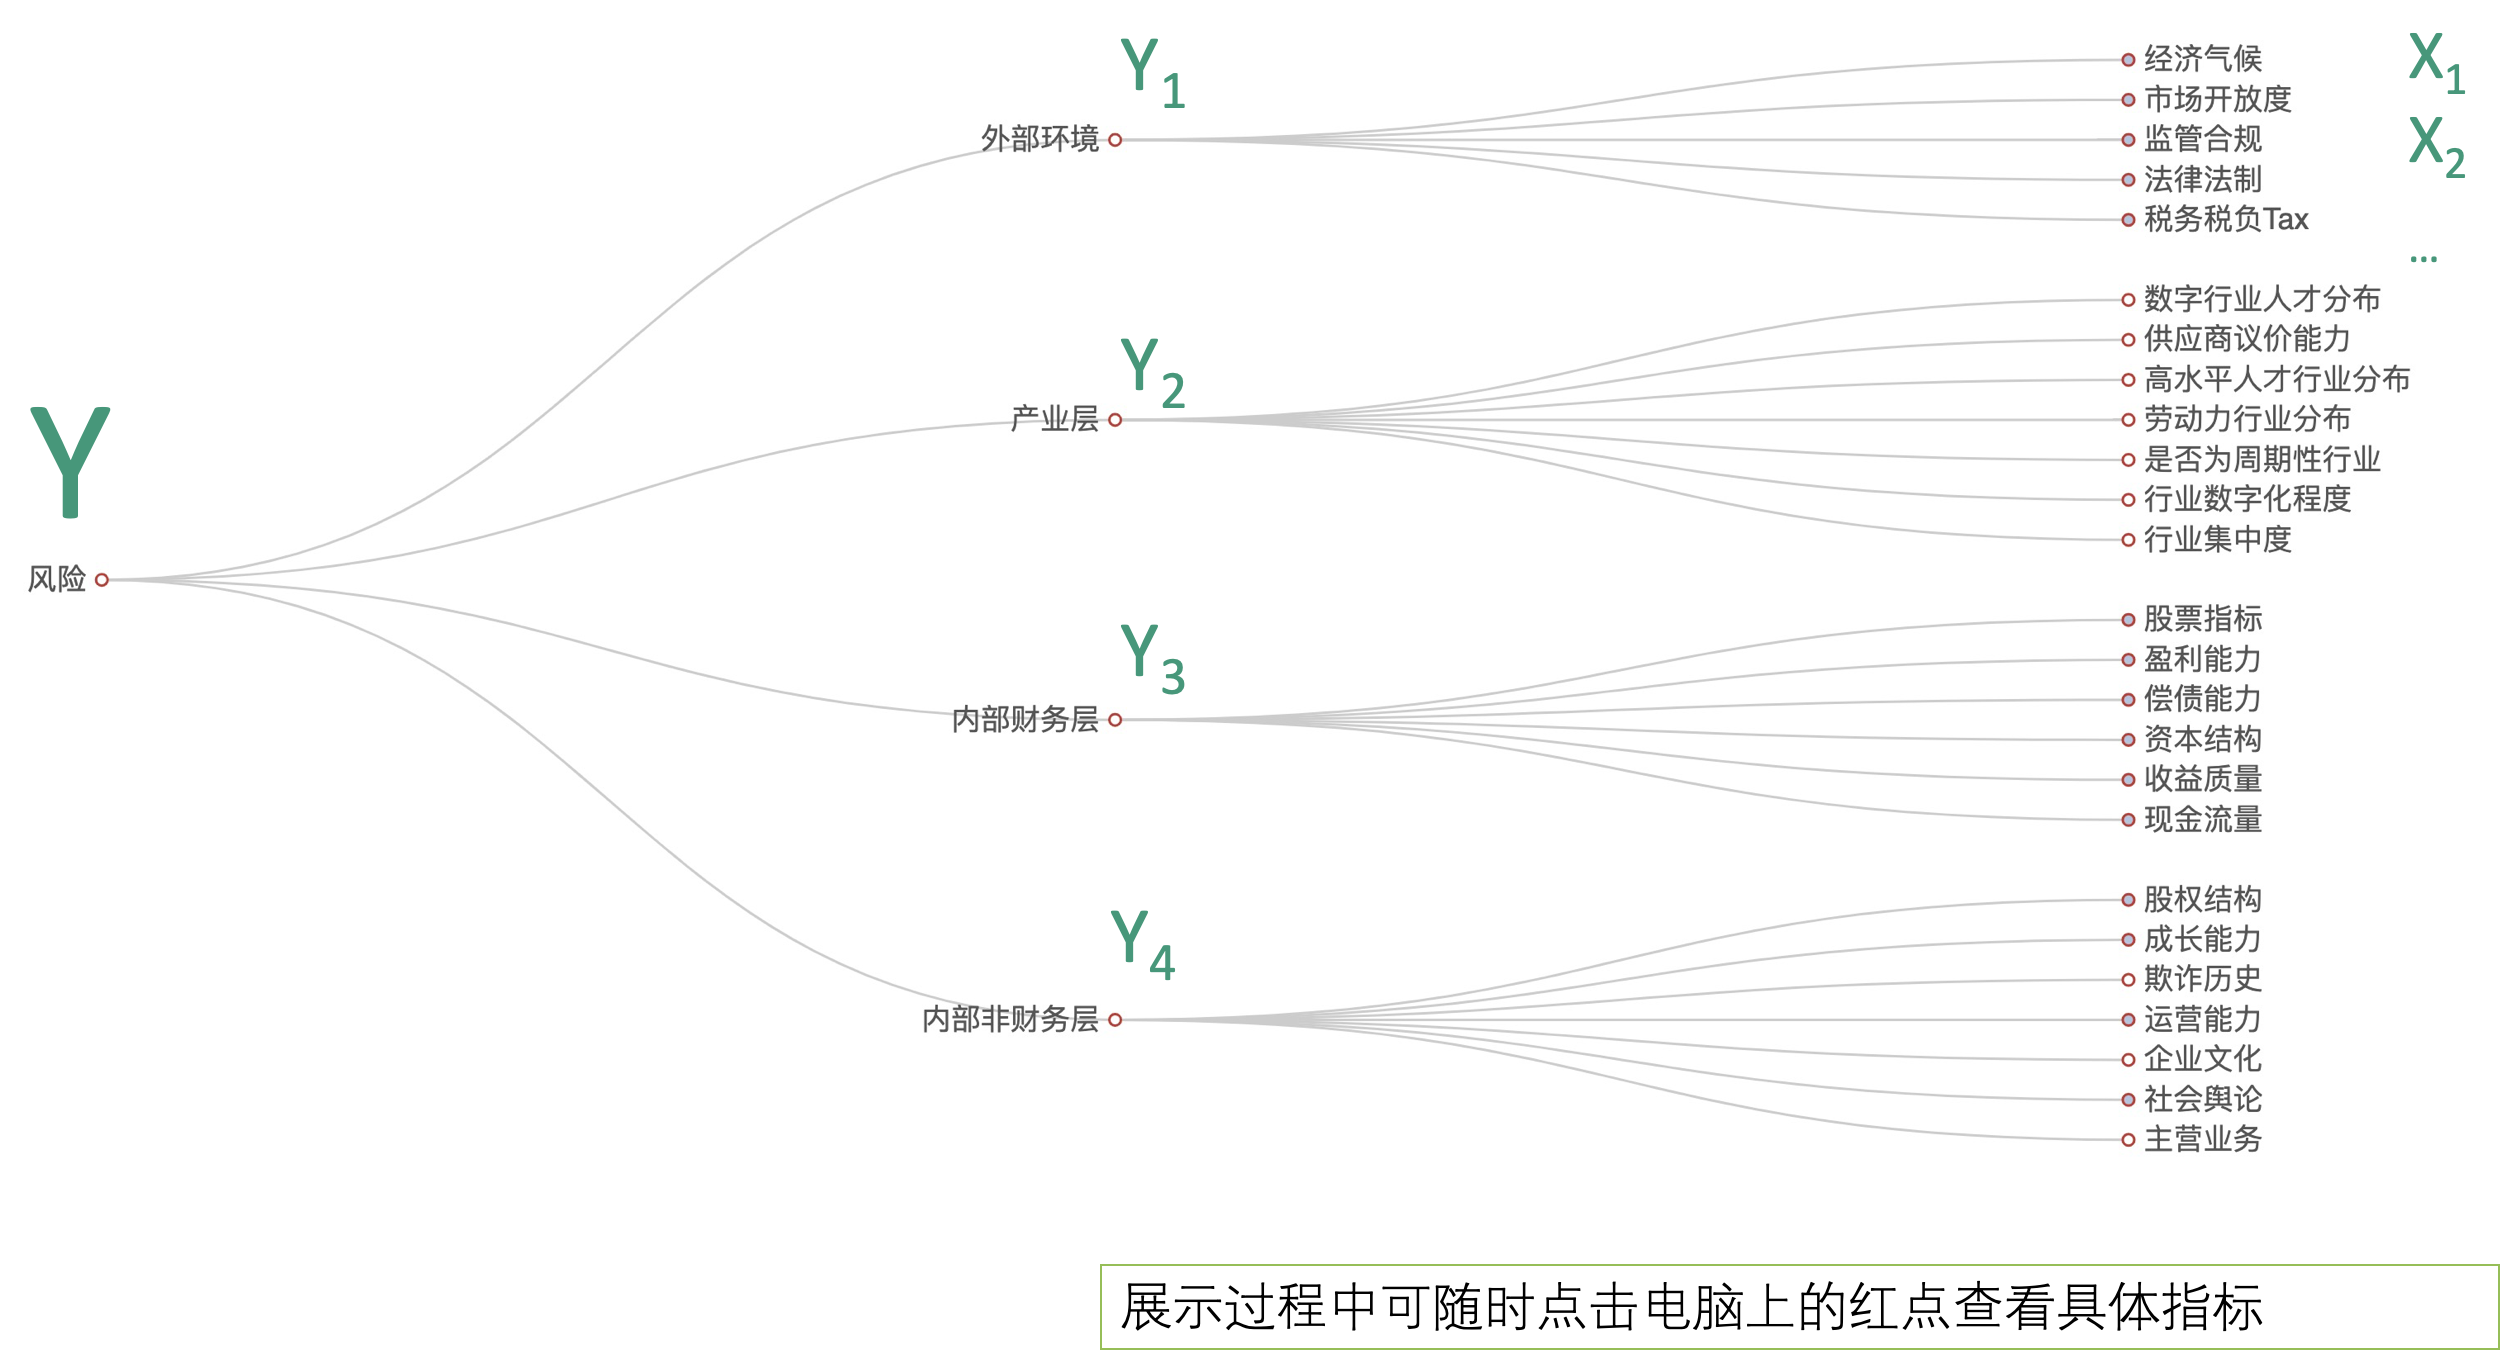 Y
风险
Y1
外部环境
经济气候
市场开放度
监管合规
法律法制
税务税负Tax
X1
X2
...
Y2
产业层
数字行业人才分布
供应商议价能力
高水平人才行业分布
劳动力行业分布
是否为周期性行业
行业数字化程度
行业集中度
Y3
内部财务层
股票指标
盈利能力
偿债能力
资本结构
收益质量
现金流量
Y4
内部非财务层
股权结构
成长能力
欺诈历史
运营能力
企业文化
社会舆论
主营业务
展示过程中可随时点击电脑上的红点查看具体指标